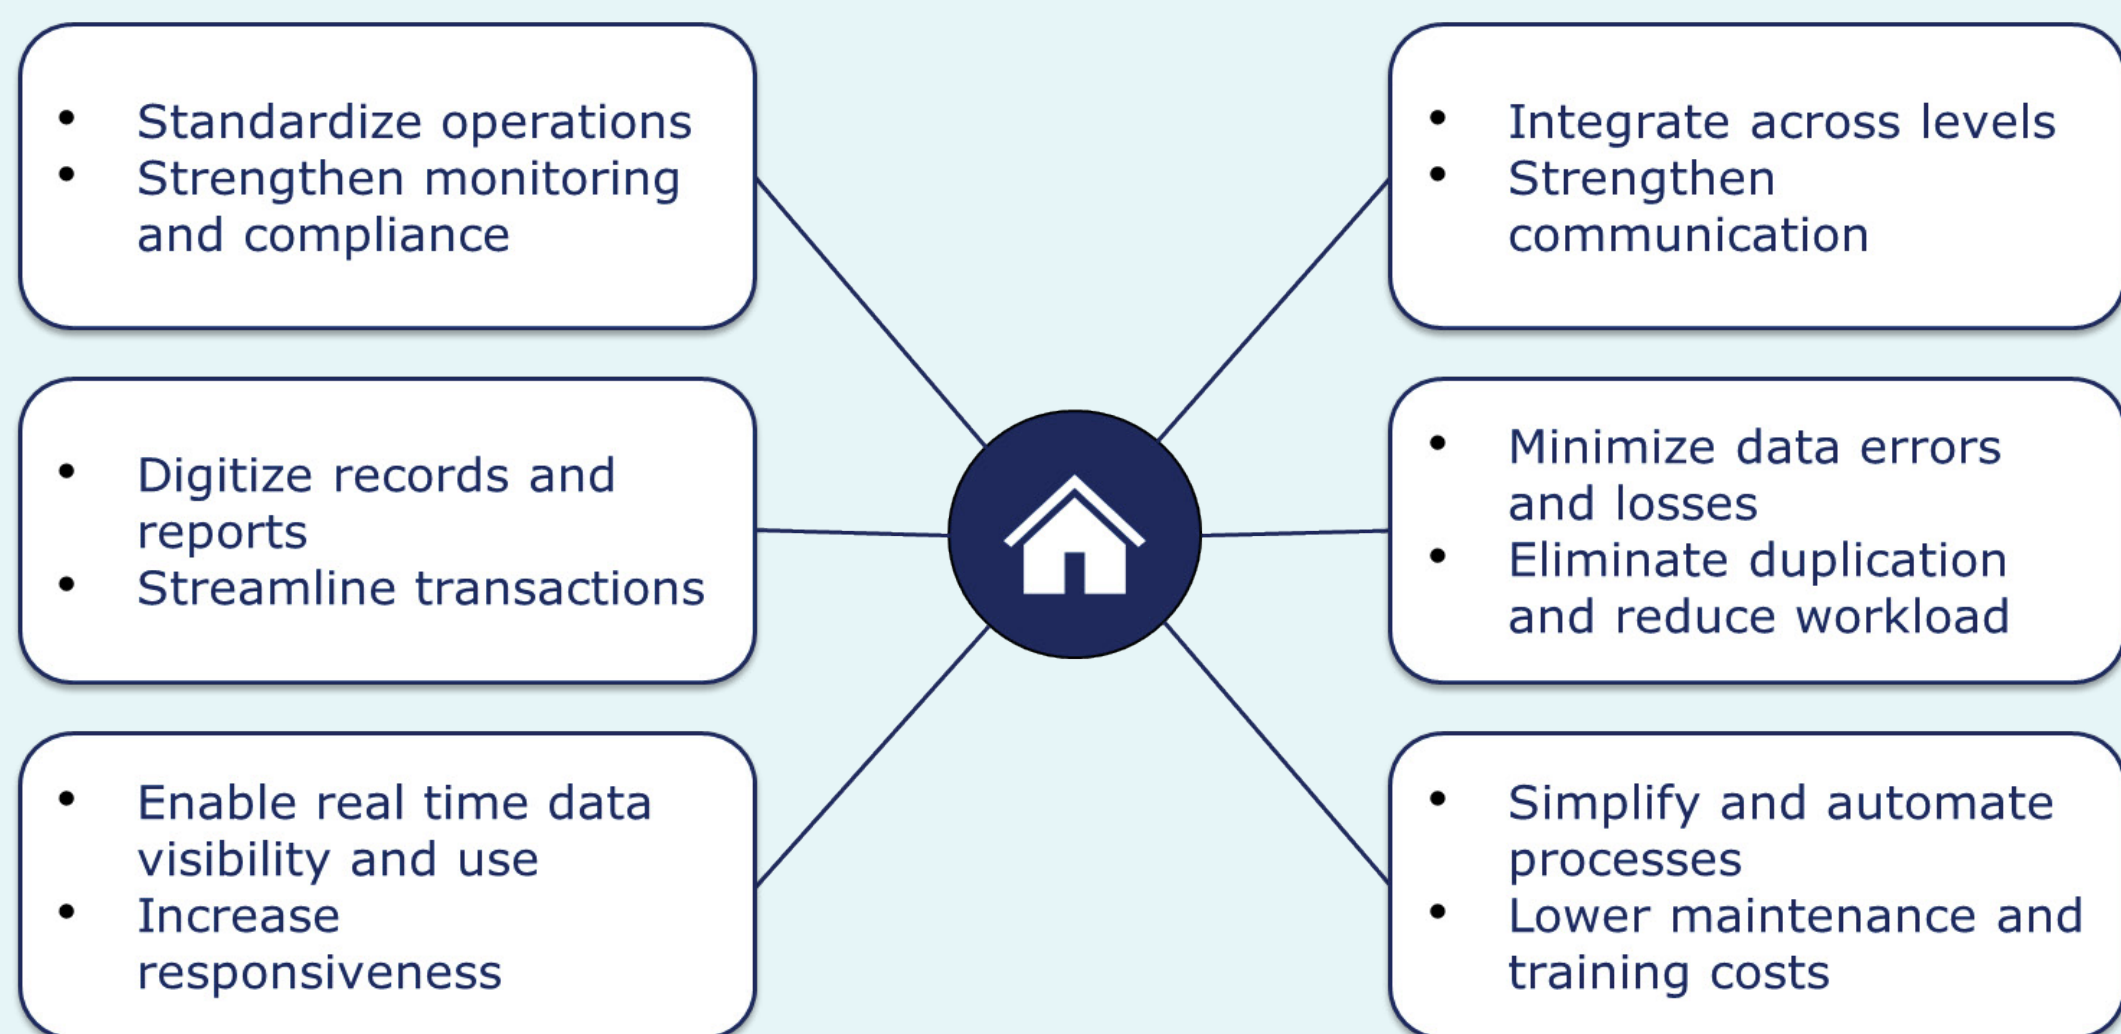 • Standardize operations
• Strengthen monitoring
and compliance
• Digitize records and
reports
• Streamline transactions
• Enable real time data
visibility and use
• Increase
responsiveness
• Integrate across levels
• Strengthen
communication
• Minimize data errors
and losses
• Eliminate duplication
and reduce workload
• Simplify and automate
processes
• Lower maintenance and
training costs